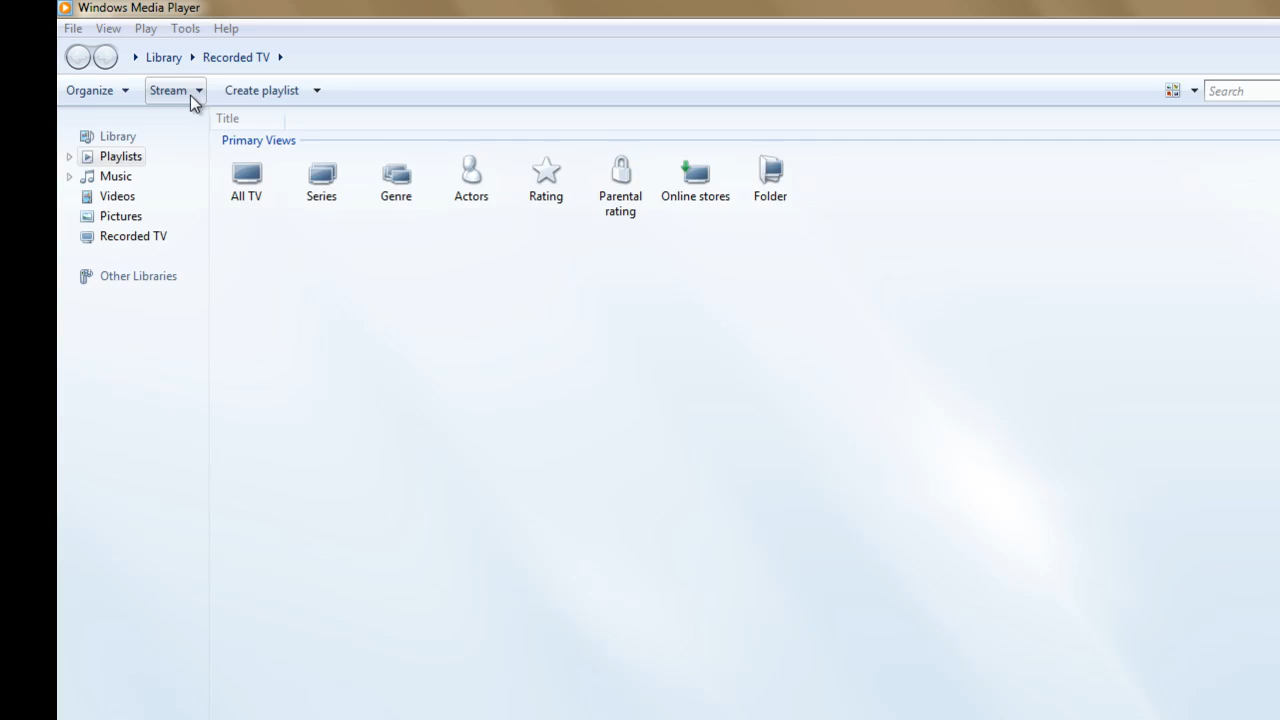 Windows Media Player
File View Play Tools Help
Library Recorded TV
Organize Stream Create playlist Search
Title
Library
Playlists
Music
Videos
Pictures
Recorded TV
Other Libraries
Primary Views
All TV Series Genre Actors Rating Parental rating Online stores Folder